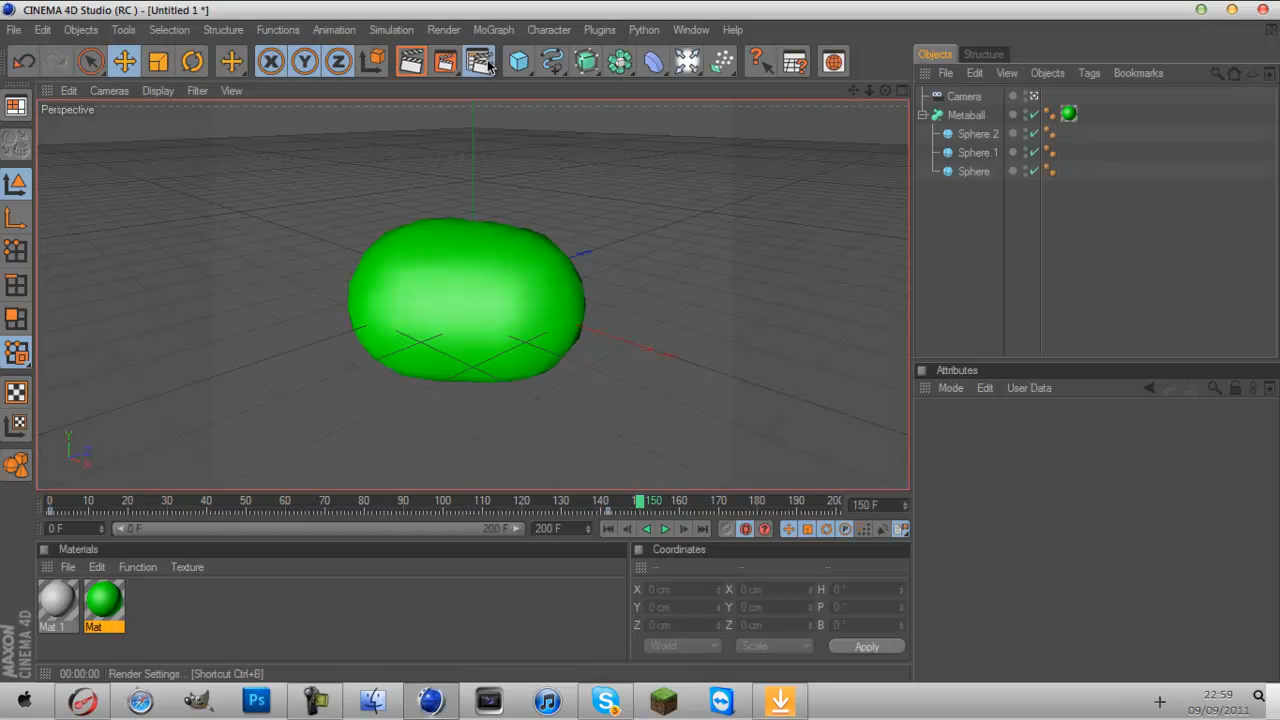 CINEMA 4D Studio (RC ) - [Untitled 1 *]
File Edit Objects Tools Selection Structure Functions Animation Simulation Render MoGraph Character Plugins Python Window Help
X Y Z
Objects Structure
File Edit View Objects Tags Bookmarks
Edit Cameras Display Filter View
Perspective
Camera
Metaball
Sphere.2
Sphere.1
Sphere
Attributes
Mode Edit User Data
Y
Z
X
0 10 20 30 40 50 60 70 80 90 100 110 120 130 140 150 160 170 180 190 150 F
0 F 0 F 200 F 200 F
Materials
File Edit Function Texture
Mat.1 Mat
Coordinates
-- -- --
X 0 cm X 0 cm H 0 °
Y 0 cm Y 0 cm P 0 °
Z 0 cm Z 0 cm B 0 °
World Scale Apply
MAXON
CINEMA 4D
00:00:00 Render Settings... [Shortcut Ctrl+B]
Ps
22:59
09/09/2011